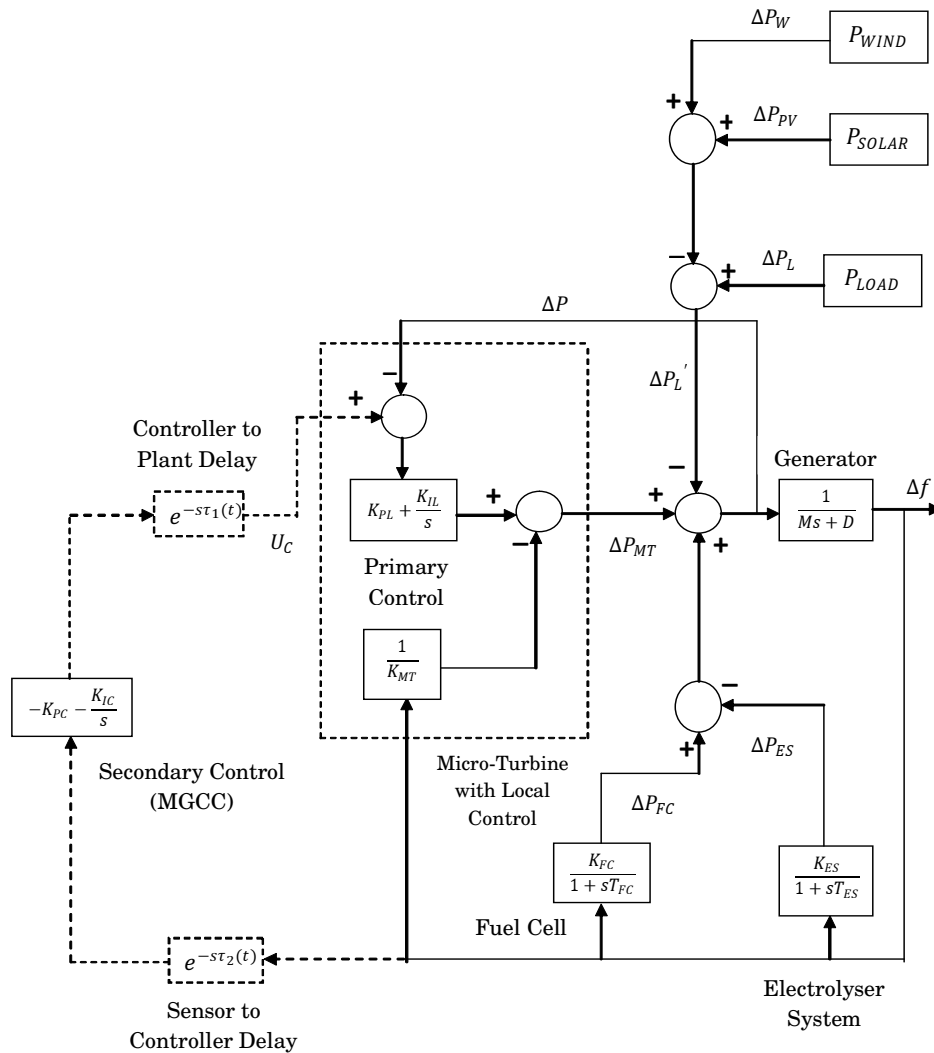 ΔP_W
P_WIND
+
+
ΔP_PV
P_SOLAR
−
+
ΔP_L
P_LOAD
ΔP
−
+
ΔP_L′
Controller to
Plant Delay
e^{−sτ_1(t)}
U_C
K_PL + K_IL/s
+
−
Primary
Control
1/K_MT
+
−
+
ΔP_MT
Generator
1/(Ms + D)
Δf
−K_PC − K_IC/s
Secondary Control
(MGCC)
Micro-Turbine
with Local
Control
−
+
ΔP_ES
ΔP_FC
K_FC/(1 + sT_FC)
Fuel Cell
K_ES/(1 + sT_ES)
e^{−sτ_2(t)}
Sensor to
Controller Delay
Electrolyser
System